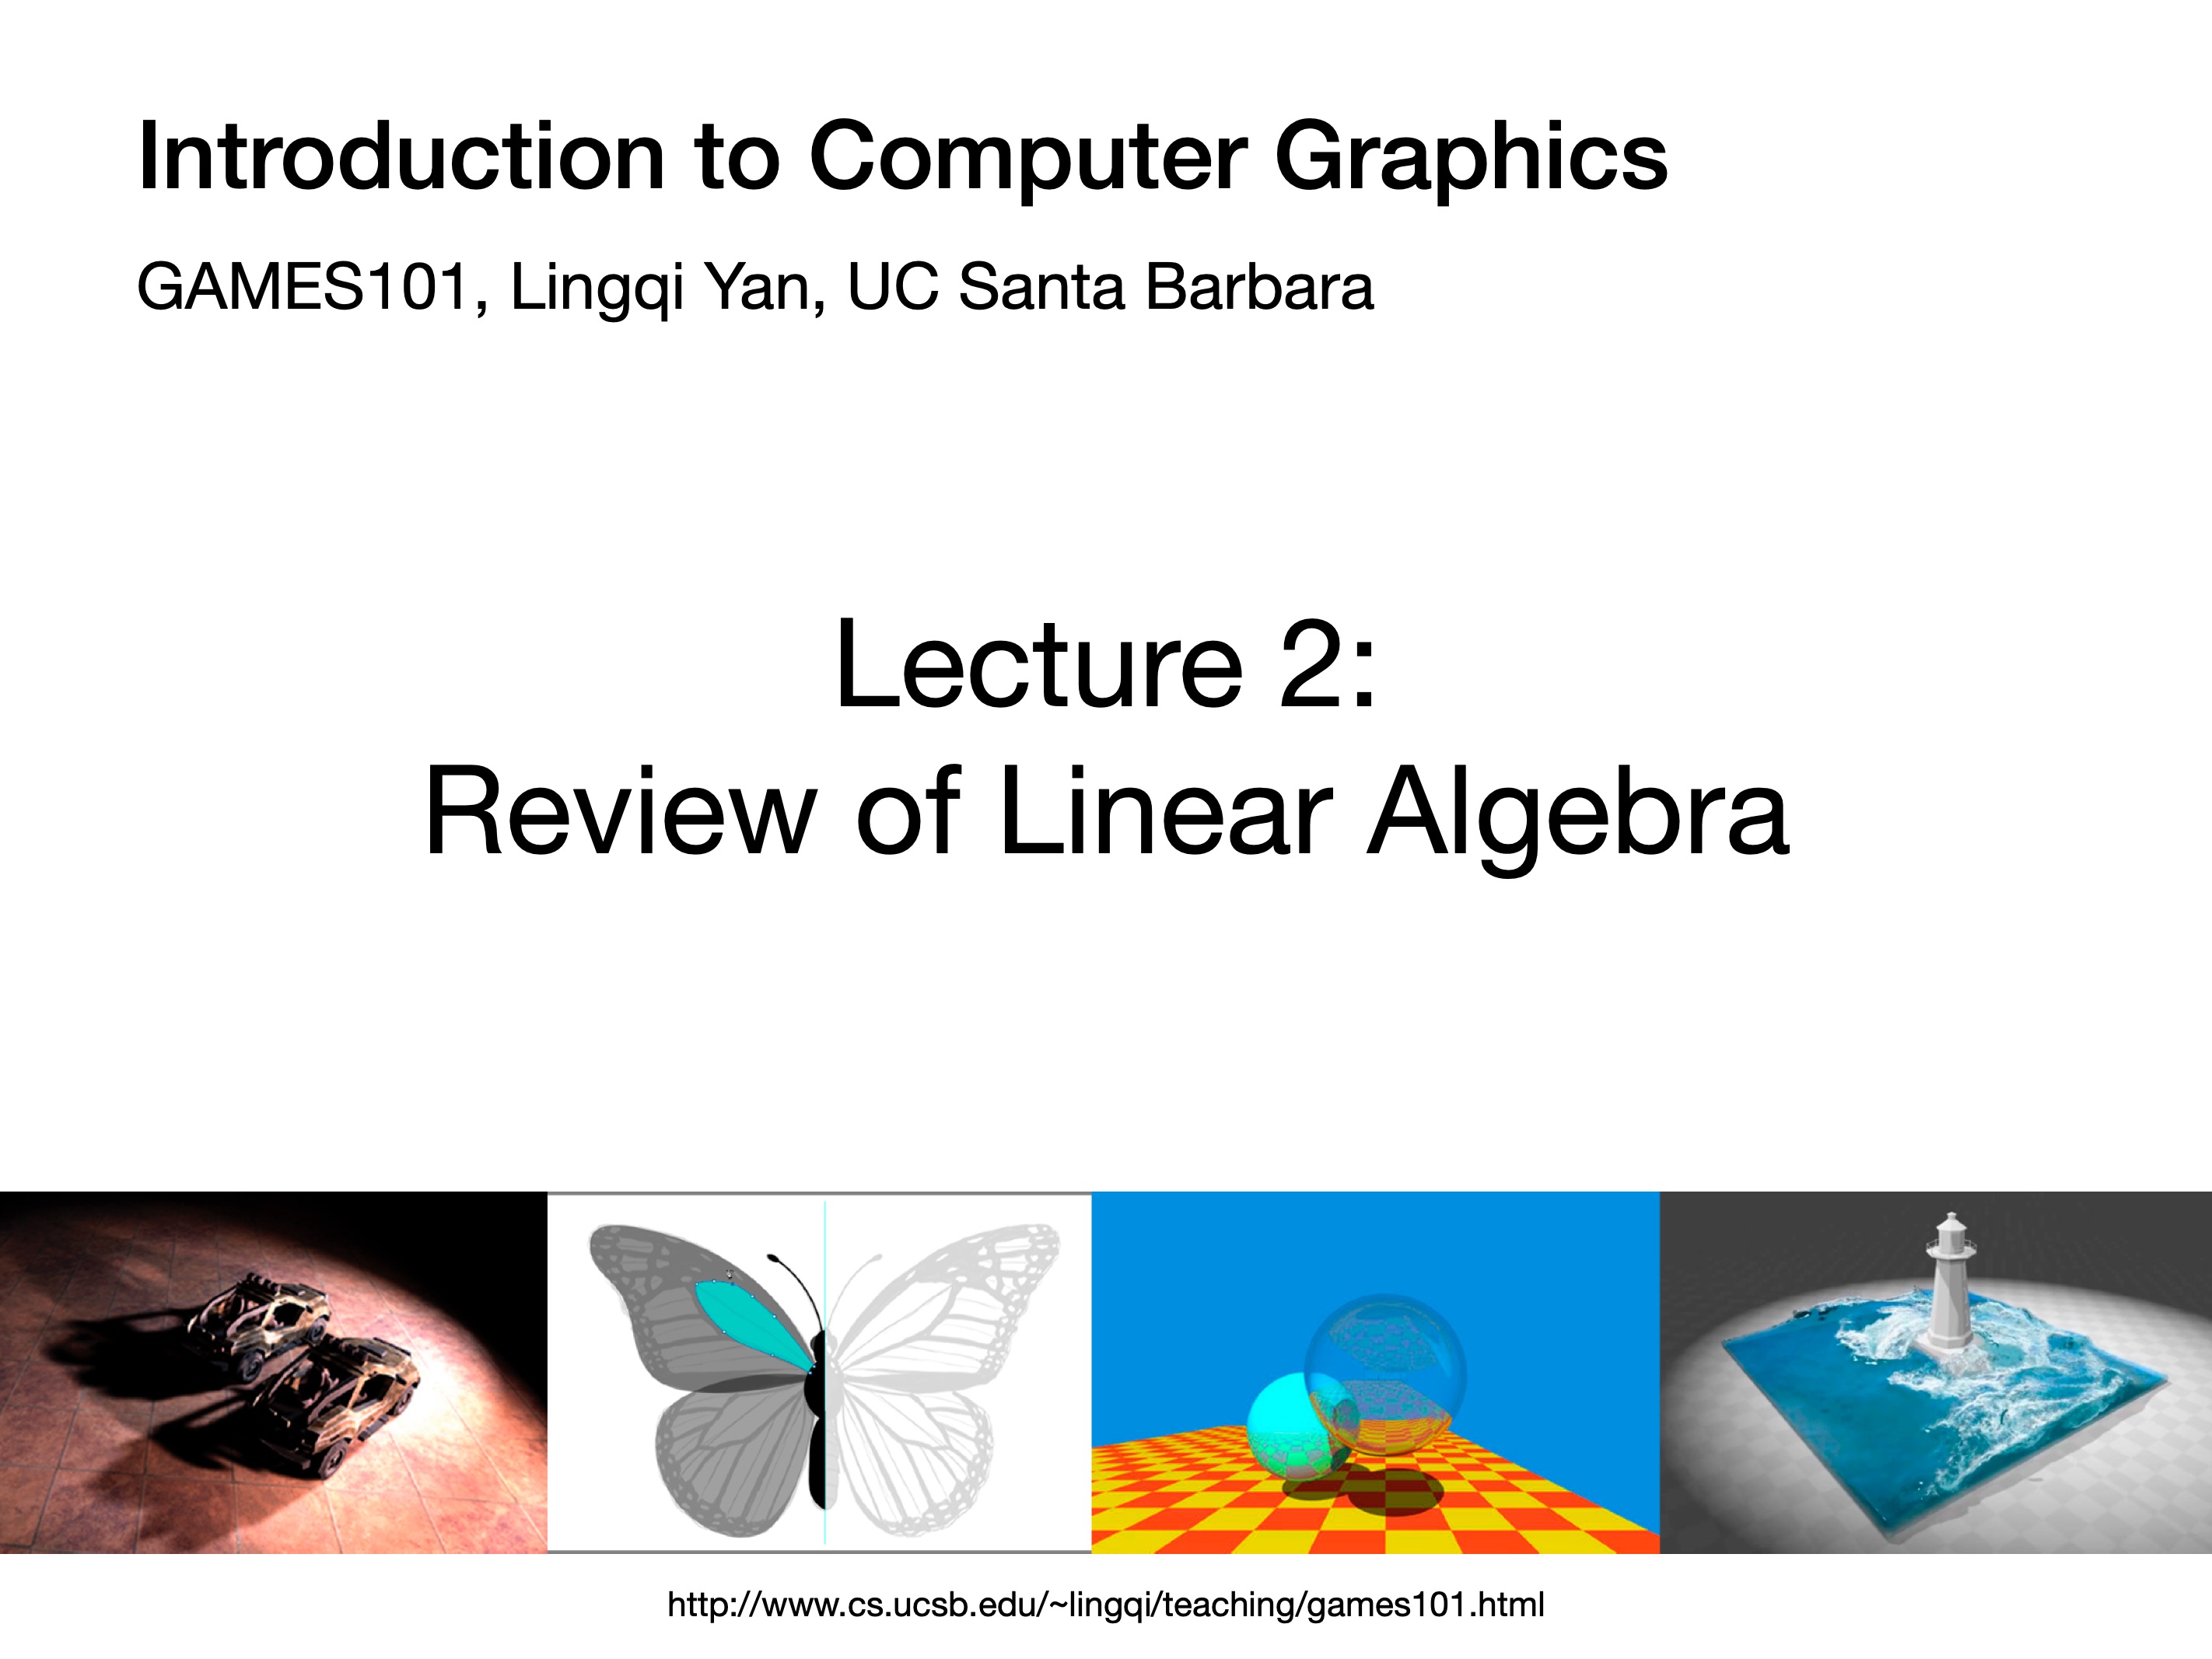 Introduction to Computer Graphics
GAMES101, Lingqi Yan, UC Santa Barbara
Lecture 2:
Review of Linear Algebra
http://www.cs.ucsb.edu/~lingqi/teaching/games101.html